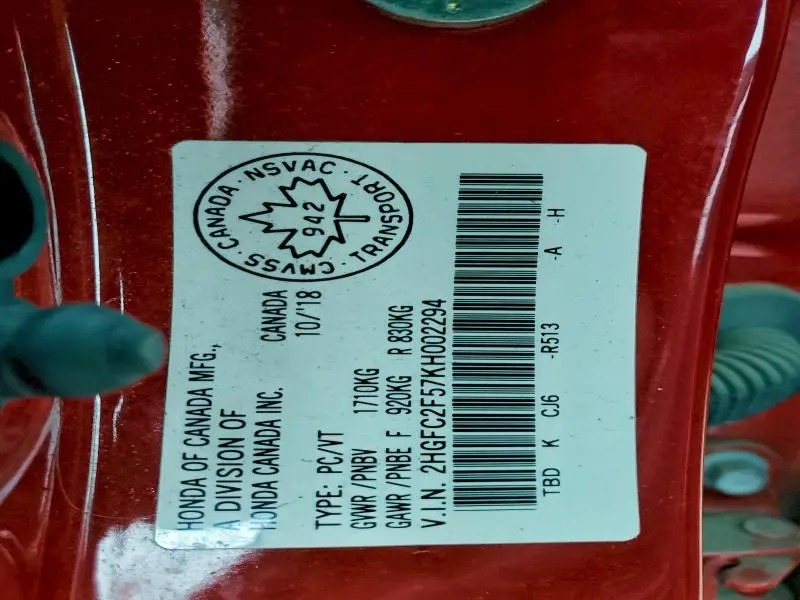 HONDA OF CANADA MFG.,
A DIVISION OF
HONDA CANADA INC.
CANADA
10/'18
CMVSS · CANADA · NSVAC · TRANSPORT
942
TYPE: PC/VT
GVWR/PNBV 1710KG
GAWR/PNBE F 920KG R 830KG
V.I.N. 2HGFC2F57KH002294
TBD K CJ6 -R513 -A -H